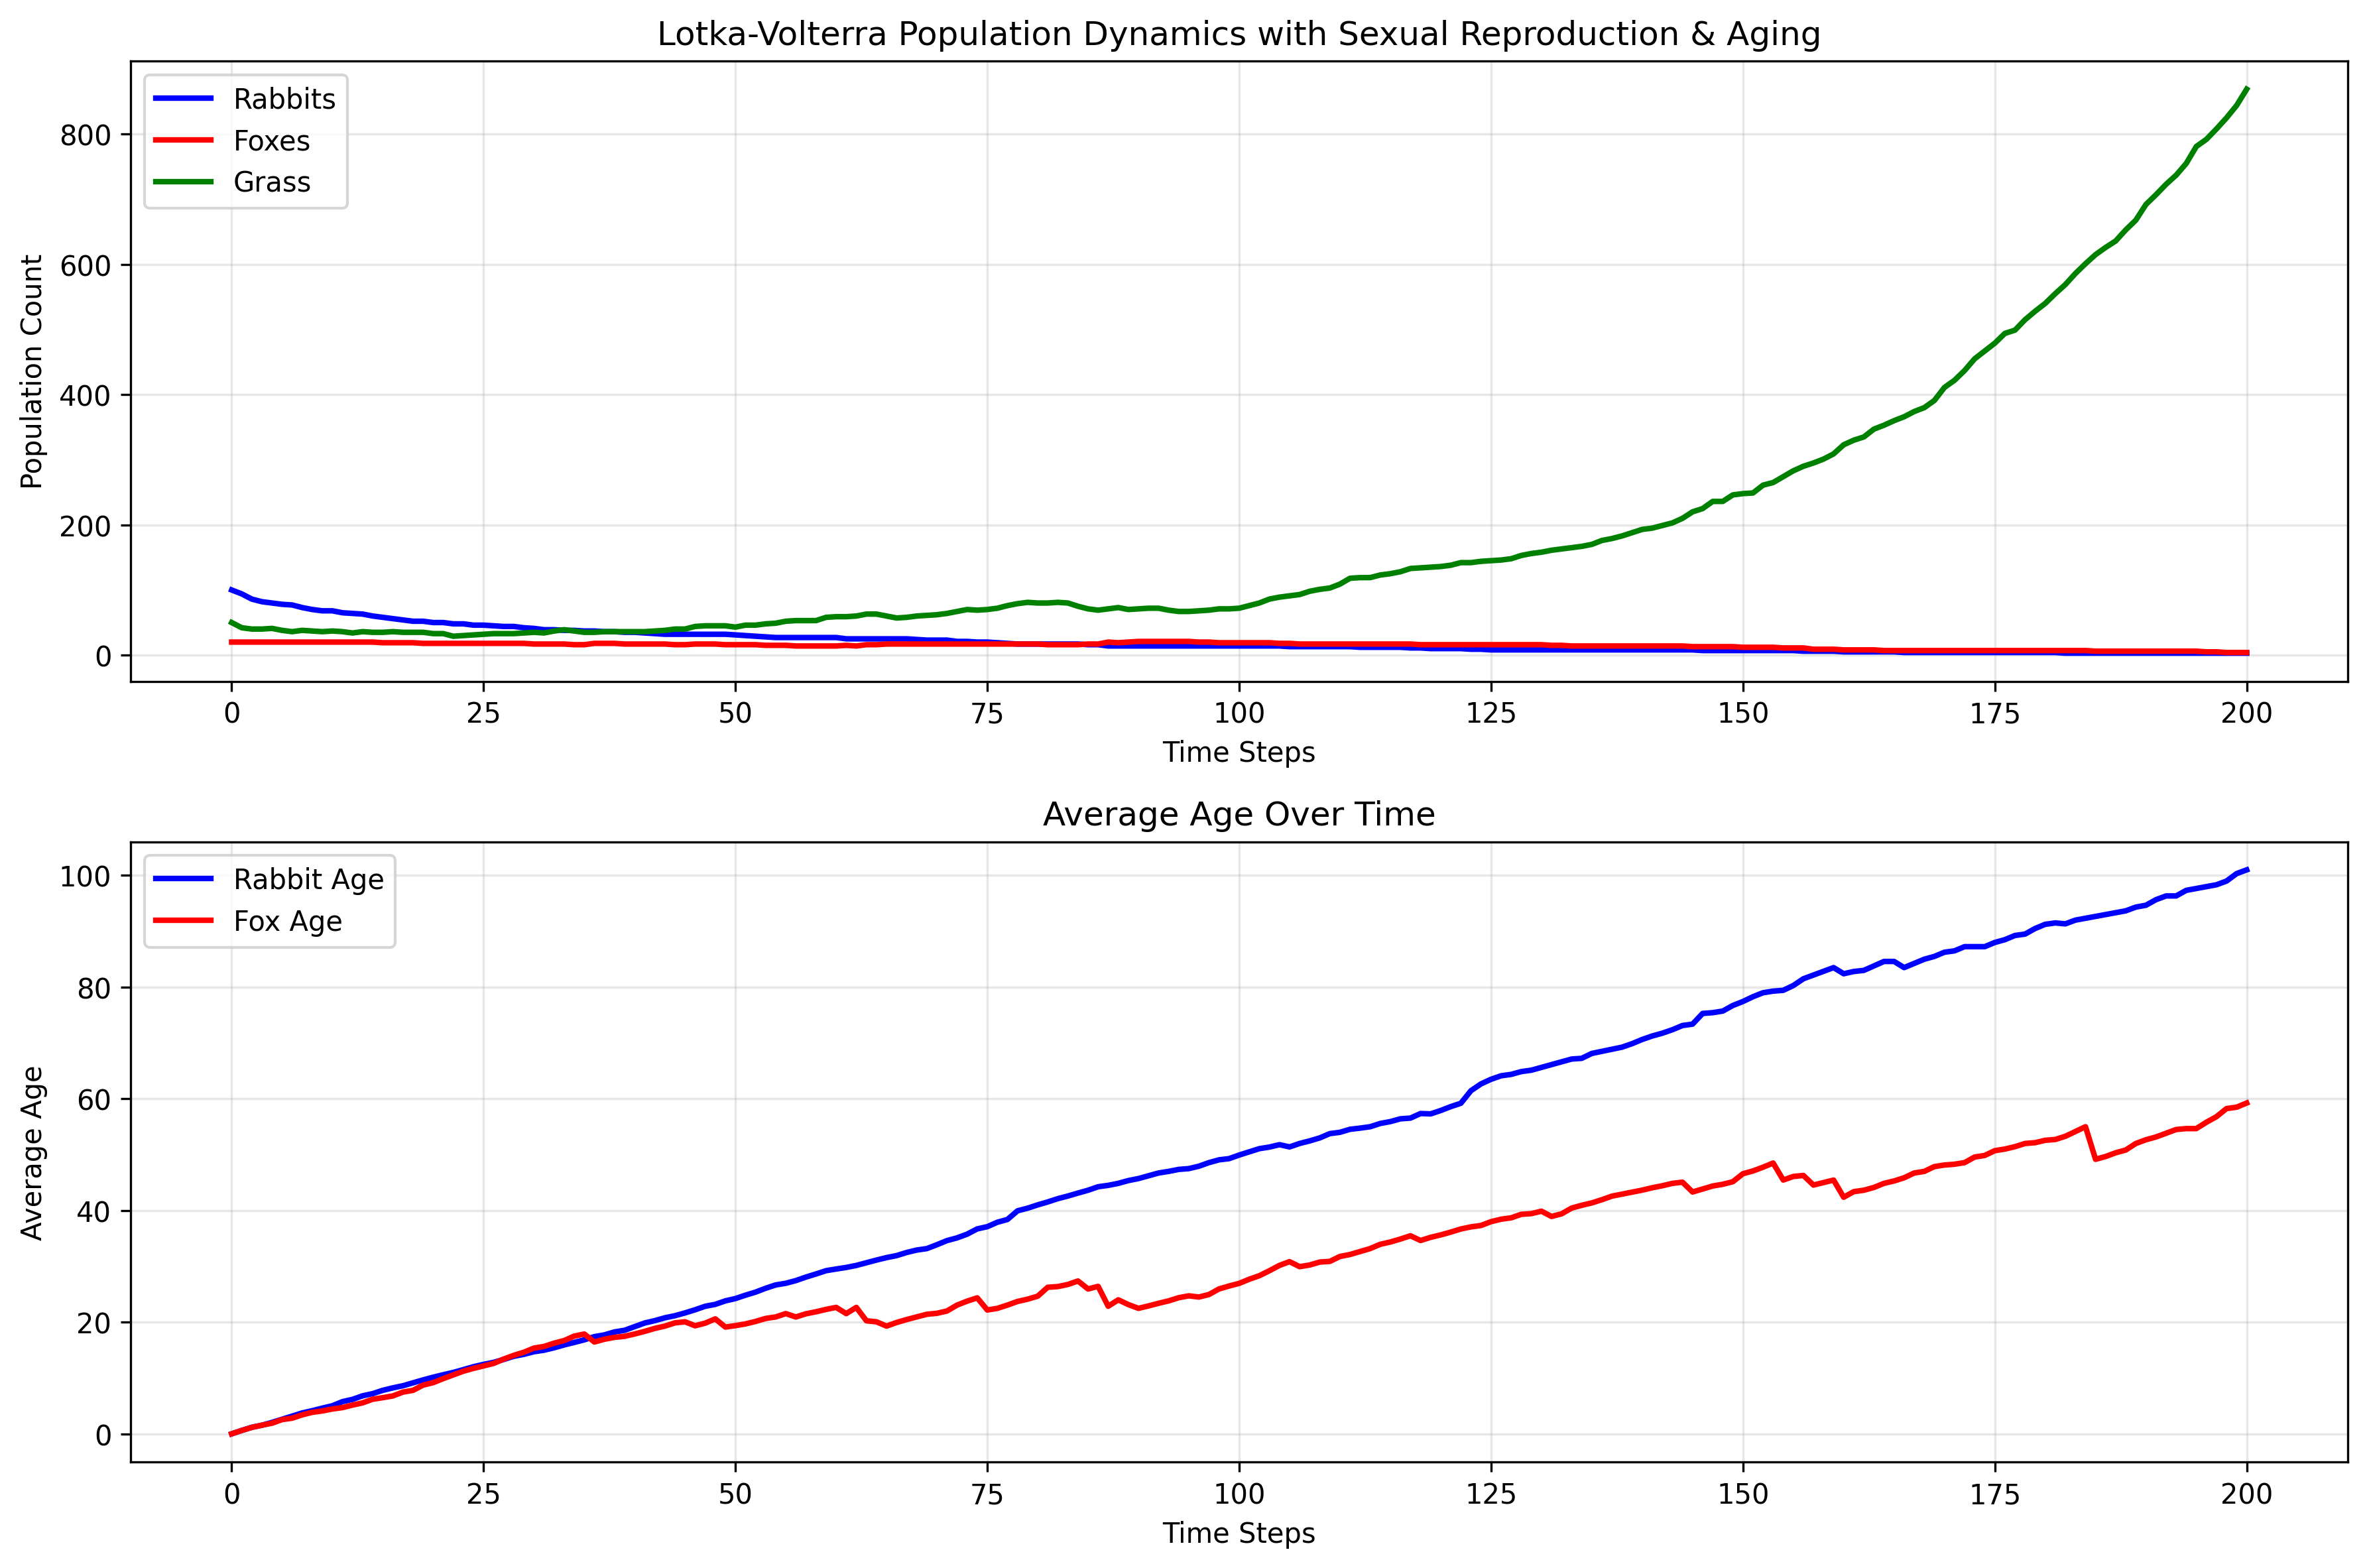 Lotka-Volterra Population Dynamics with Sexual Reproduction & Aging
Rabbits
Foxes
Grass
Population Count
800
600
400
200
0
0 25 50 75 100 125 150 175 200
Time Steps
Average Age Over Time
Rabbit Age
Fox Age
Average Age
100
80
60
40
20
0
0 25 50 75 100 125 150 175 200
Time Steps